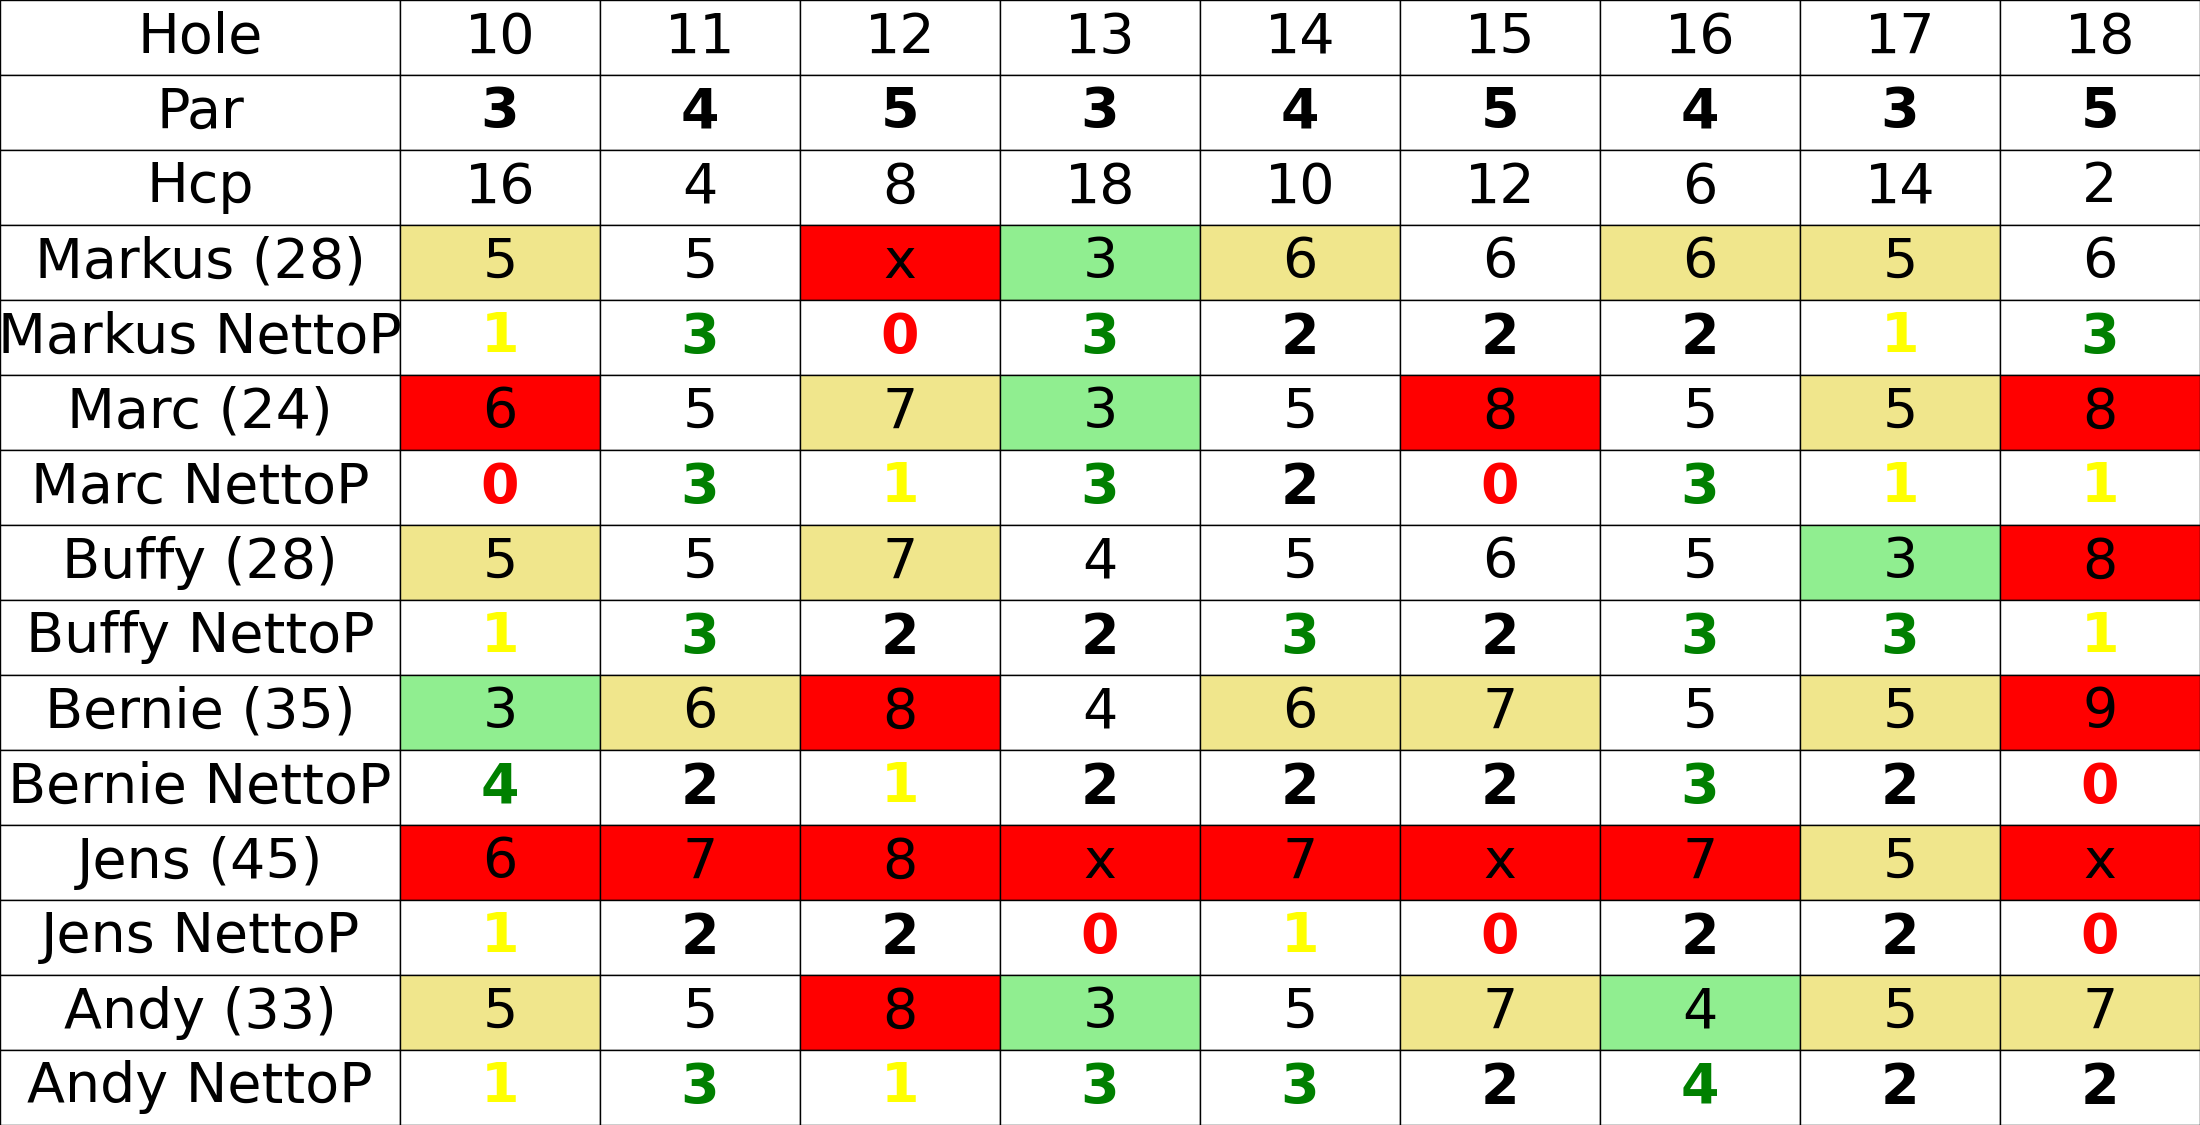 Hole 10 11 12 13 14 15 16 17 18
Par 3 4 5 3 4 5 4 3 5
Hcp 16 4 8 18 10 12 6 14 2
Markus (28) 5 5 x 3 6 6 6 5 6
Markus NettoP 1 3 0 3 2 2 2 1 3
Marc (24) 6 5 7 3 5 8 5 5 8
Marc NettoP 0 3 1 3 2 0 3 1 1
Buffy (28) 5 5 7 4 5 6 5 3 8
Buffy NettoP 1 3 2 2 3 2 3 3 1
Bernie (35) 3 6 8 4 6 7 5 5 9
Bernie NettoP 4 2 1 2 2 2 3 2 0
Jens (45) 6 7 8 x 7 x 7 5 x
Jens NettoP 1 2 2 0 1 0 2 2 0
Andy (33) 5 5 8 3 5 7 4 5 7
Andy NettoP 1 3 1 3 3 2 4 2 2